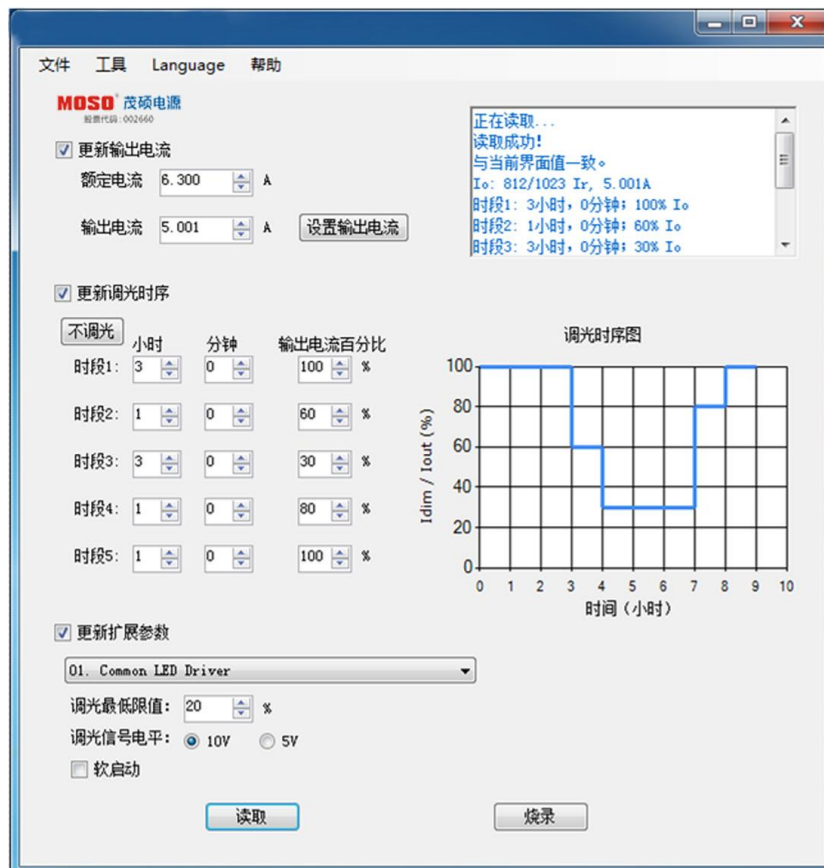 文件 工具 Language 帮助
MOSO® 茂硕电源
股票代码:002660
正在读取...
读取成功!
与当前界面值一致。
Io: 812/1023 Ir, 5.001A
时段1: 3小时, 0分钟; 100% Io
时段2: 1小时, 0分钟; 60% Io
时段3: 3小时, 0分钟; 30% Io
更新输出电流
额定电流 6.300 A
输出电流 5.001 A 设置输出电流
更新调光时序
不调光 小时 分钟 输出电流百分比
时段1: 3 0 100 %
时段2: 1 0 60 %
时段3: 3 0 30 %
时段4: 1 0 80 %
时段5: 1 0 100 %
调光时序图
Idim / Iout (%)
100
80
60
40
20
0
0 1 2 3 4 5 6 7 8 9 10
时间（小时）
更新扩展参数
01. Common LED Driver
调光最低限值: 20 %
调光信号电平: 10V 5V
软启动
读取 烧录